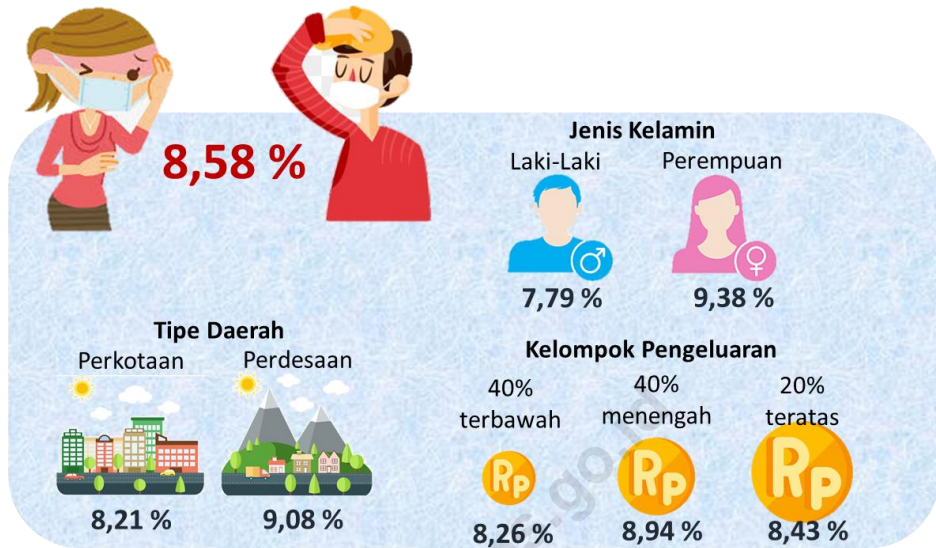 8,58 %
Jenis Kelamin
Laki-Laki Perempuan
7,79 % 9,38 %
Tipe Daerah
Perkotaan Perdesaan
8,21 % 9,08 %
Kelompok Pengeluaran
40% 40% 20%
terbawah menengah teratas
Rp Rp Rp
8,26 % 8,94 % 8,43 %